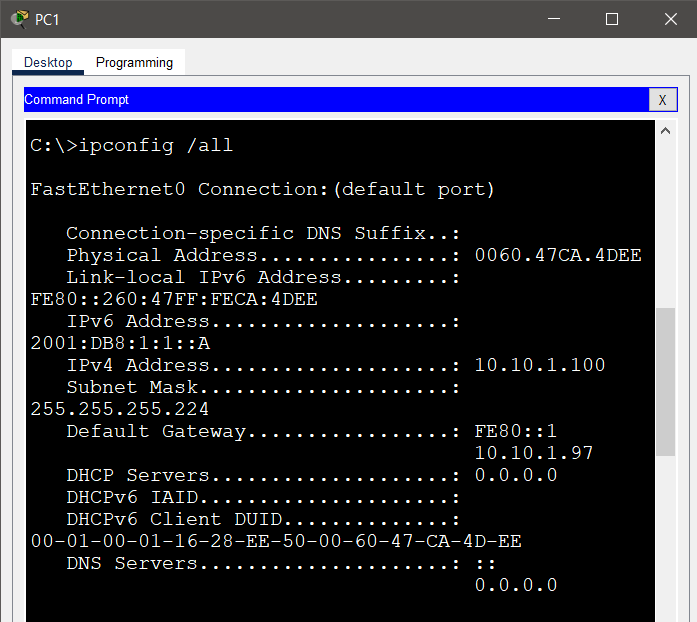 PC1
Desktop Programming
Command Prompt X
C:\>ipconfig /all
FastEthernet0 Connection:(default port)
Connection-specific DNS Suffix..:
Physical Address................: 0060.47CA.4DEE
Link-local IPv6 Address.........:
FE80::260:47FF:FECA:4DEE
IPv6 Address....................:
2001:DB8:1:1::A
IPv4 Address....................: 10.10.1.100
Subnet Mask.....................:
255.255.255.224
Default Gateway.................: FE80::1
10.10.1.97
DHCP Servers....................: 0.0.0.0
DHCPv6 IAID.....................:
DHCPv6 Client DUID..............:
00-01-00-01-16-28-EE-50-00-60-47-CA-4D-EE
DNS Servers.....................: ::
0.0.0.0